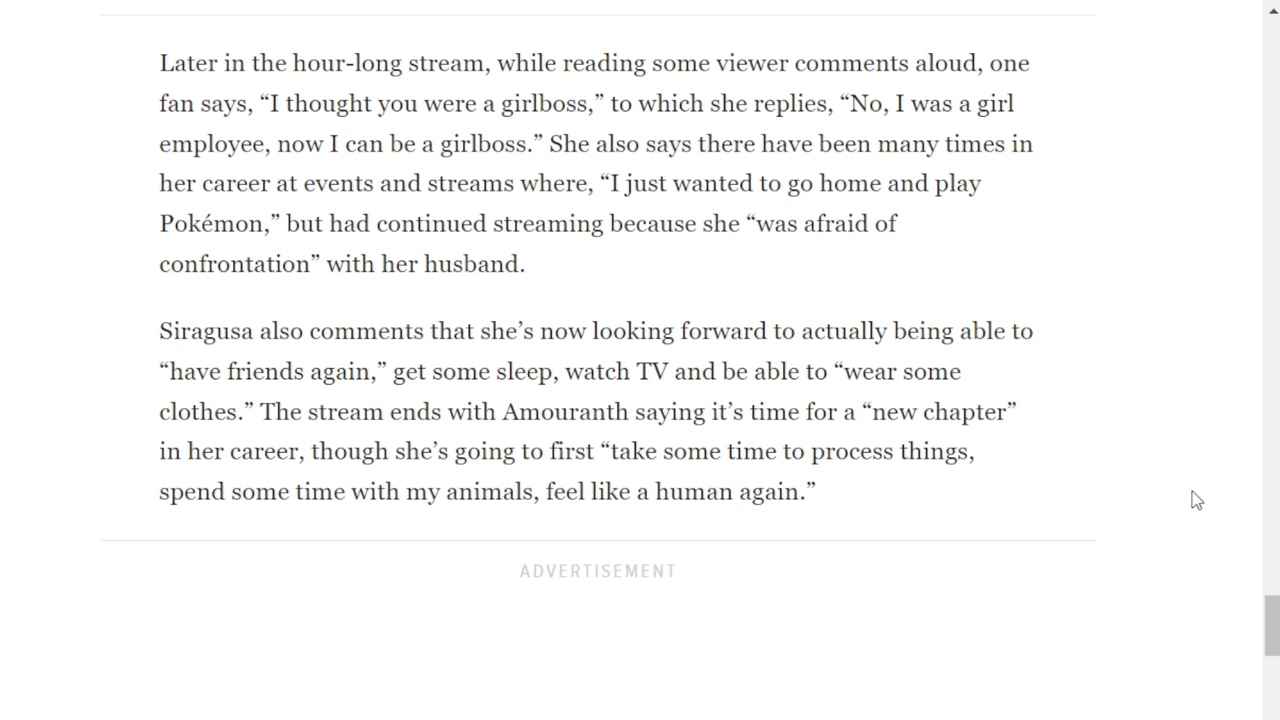 Later in the hour-long stream, while reading some viewer comments aloud, one
fan says, “I thought you were a girlboss,” to which she replies, “No, I was a girl
employee, now I can be a girlboss.” She also says there have been many times in
her career at events and streams where, “I just wanted to go home and play
Pokémon,” but had continued streaming because she “was afraid of
confrontation” with her husband.
Siragusa also comments that she’s now looking forward to actually being able to
“have friends again,” get some sleep, watch TV and be able to “wear some
clothes.” The stream ends with Amouranth saying it’s time for a “new chapter”
in her career, though she’s going to first “take some time to process things,
spend some time with my animals, feel like a human again.”
ADVERTISEMENT